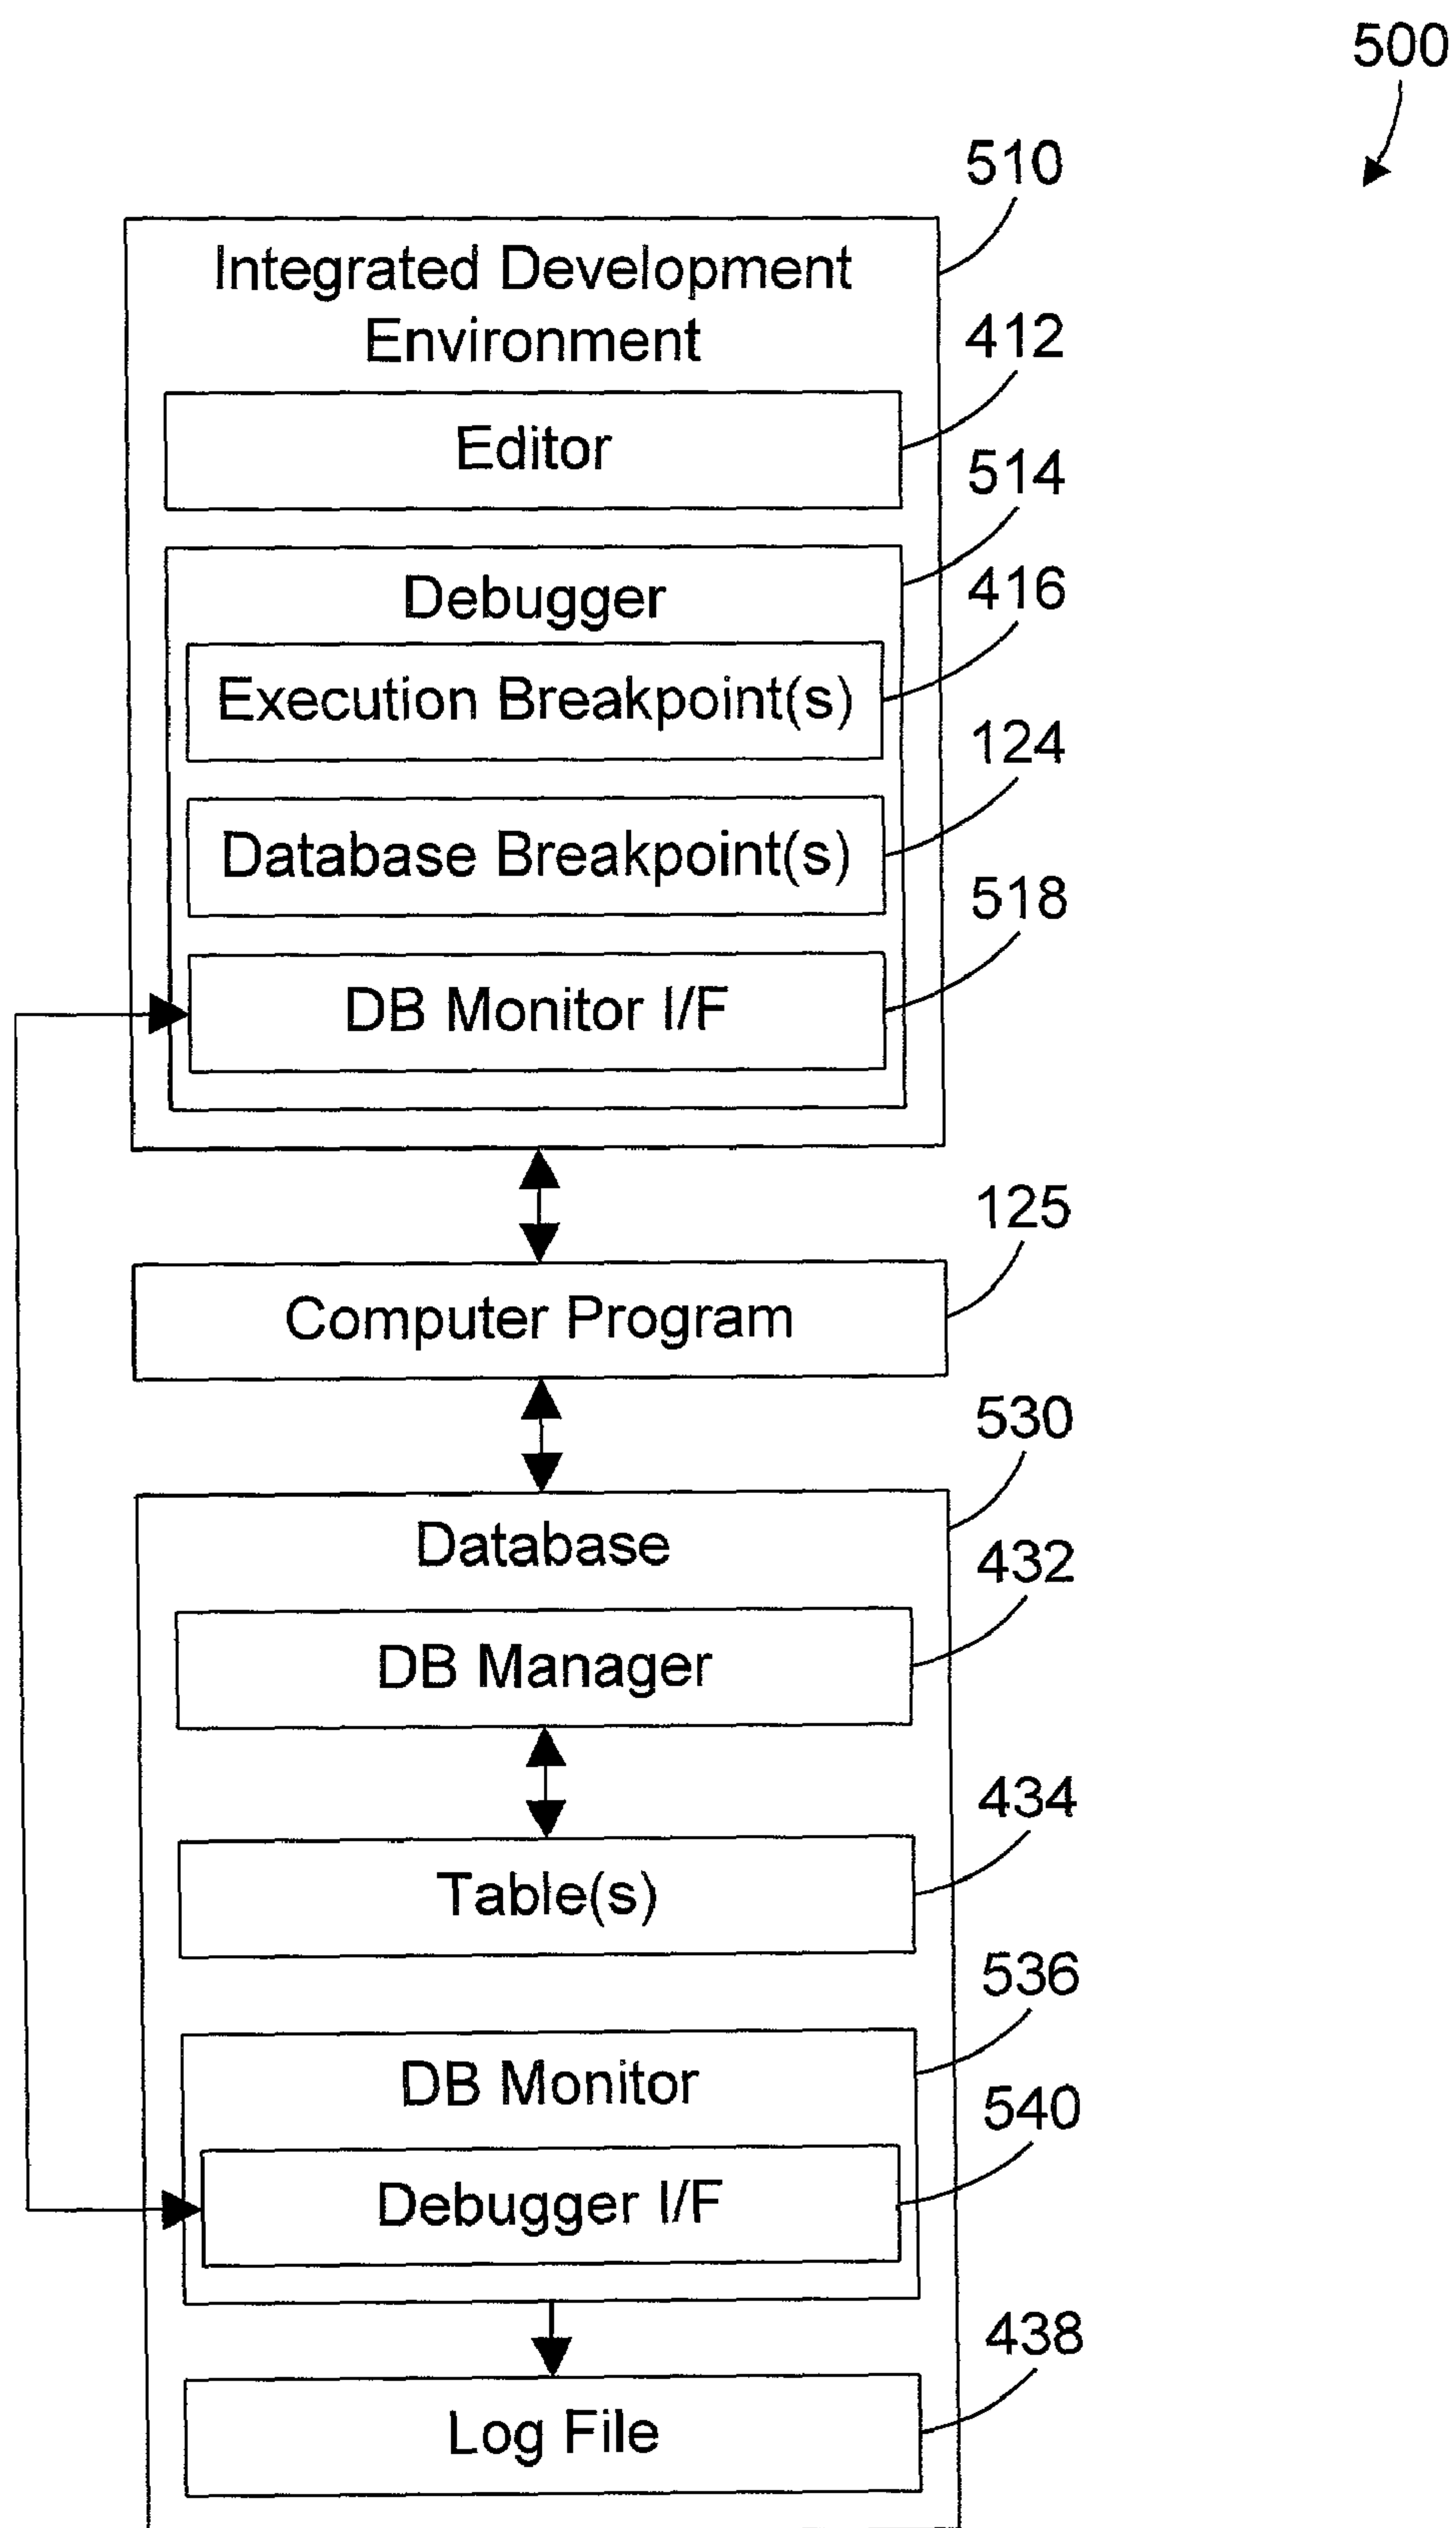 500
510
Integrated Development
Environment
412
Editor
514
Debugger
416
Execution Breakpoint(s)
124
Database Breakpoint(s)
518
DB Monitor I/F
125
Computer Program
530
Database
432
DB Manager
434
Table(s)
536
DB Monitor
540
Debugger I/F
438
Log File